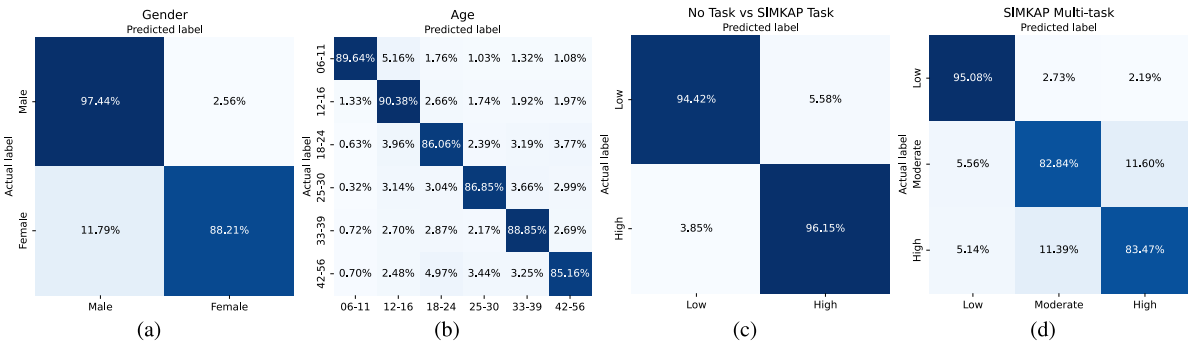 Gender
Predicted label
Actual label
Male
97.44% 2.56%
Female
11.79% 88.21%
Male Female
(a)
Age
Predicted label
Actual label
06-11
89.64% 5.16% 1.76% 1.03% 1.32% 1.08%
12-16
1.33% 90.38% 2.66% 1.74% 1.92% 1.97%
18-24
0.63% 3.96% 86.06% 2.39% 3.19% 3.77%
25-30
0.32% 3.14% 3.04% 86.85% 3.66% 2.99%
33-39
0.72% 2.70% 2.87% 2.17% 88.85% 2.69%
42-56
0.70% 2.48% 4.97% 3.44% 3.25% 85.16%
06-11 12-16 18-24 25-30 33-39 42-56
(b)
No Task vs SIMKAP Task
Predicted label
Actual label
Low
94.42% 5.58%
High
3.85% 96.15%
Low High
(c)
SIMKAP Multi-task
Predicted label
Actual label
Low
95.08% 2.73% 2.19%
Moderate
5.56% 82.84% 11.60%
High
5.14% 11.39% 83.47%
Low Moderate High
(d)